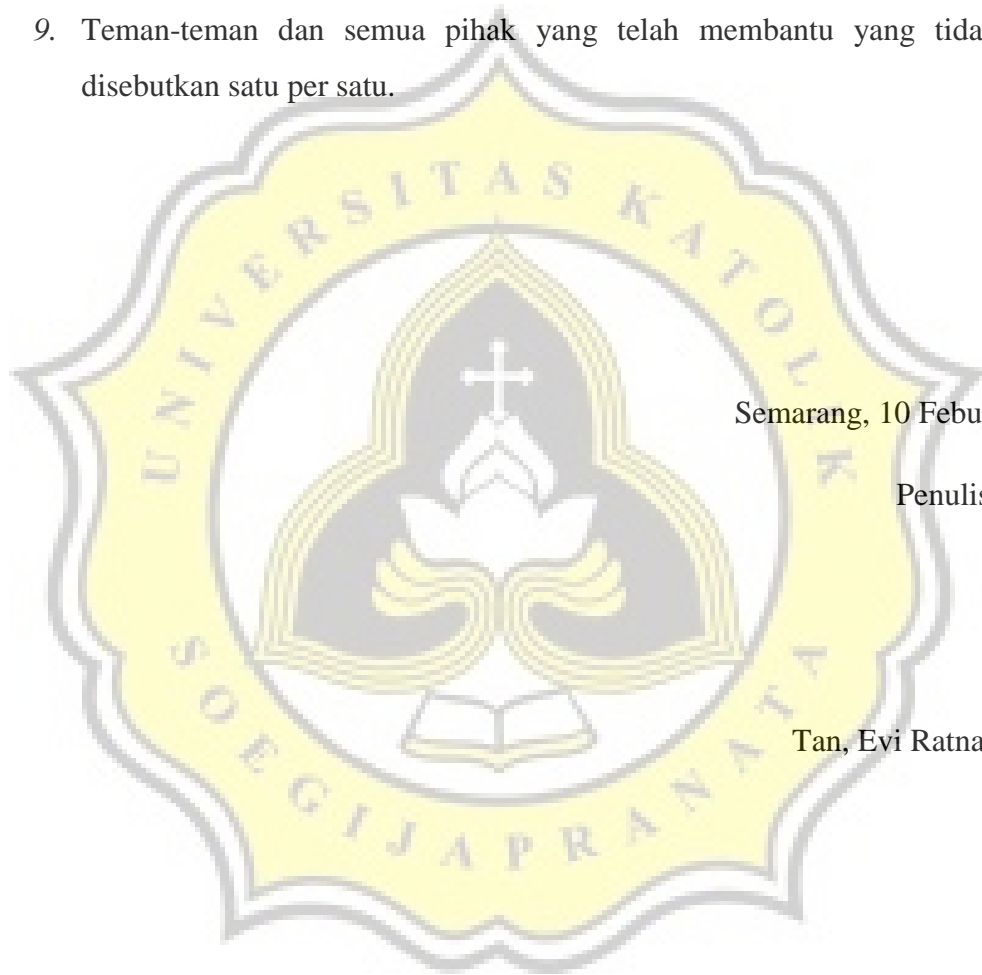 9. Teman-teman dan semua pihak yang telah membantu yang tida
disebutkan satu per satu.
UNIVERSITAS KATOLIK
Semarang, 10 Febu
Penulis
Tan, Evi Ratna
SOEGIJAPRANATA